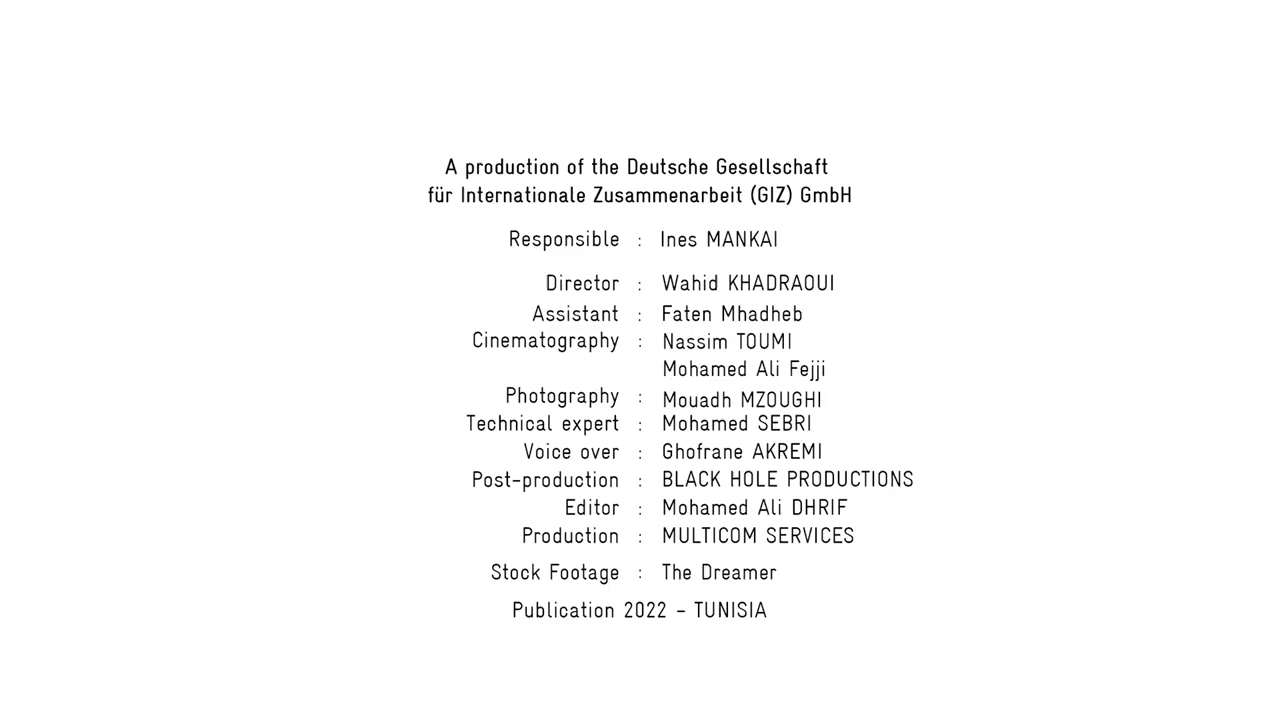 A production of the Deutsche Gesellschaft
für Internationale Zusammenarbeit (GIZ) GmbH
Responsible : Ines MANKAI
Director : Wahid KHADRAOUI
Assistant : Faten Mhadheb
Cinematography : Nassim TOUMI
Mohamed Ali Fejji
Photography : Mouadh MZOUGHI
Technical expert : Mohamed SEBRI
Voice over : Ghofrane AKREMI
Post-production : BLACK HOLE PRODUCTIONS
Editor : Mohamed Ali DHRIF
Production : MULTICOM SERVICES
Stock Footage : The Dreamer
Publication 2022 - TUNISIA